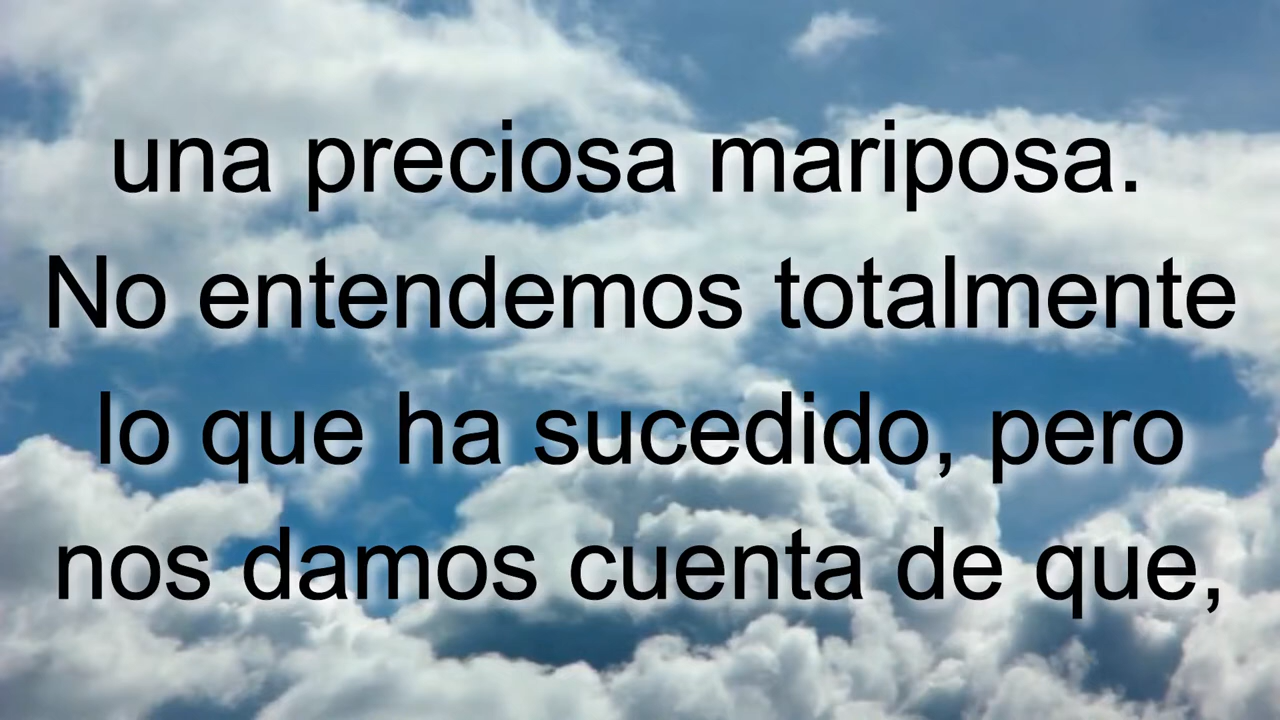 una preciosa mariposa.
No entendemos totalmente
lo que ha sucedido, pero
nos damos cuenta de que,